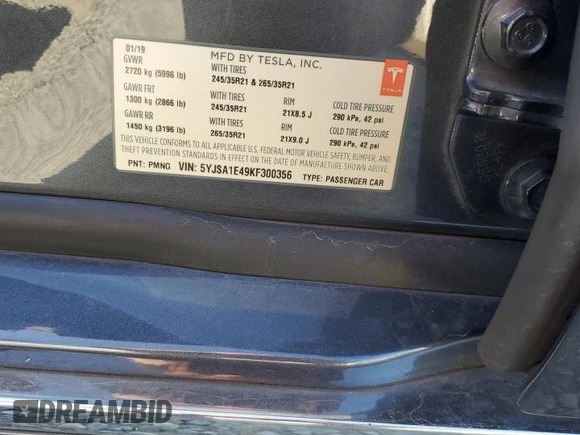 01/19
MFD BY TESLA, INC.
GVWR
2720 kg (5996 lb)
WITH TIRES
245/35R21 & 265/35R21
TESLA
GAWR FRT
1300 kg (2866 lb)
WITH TIRES
245/35R21
RIM
21X8.5 J
COLD TIRE PRESSURE
290 kPa, 42 psi
GAWR RR
1450 kg (3196 lb)
WITH TIRES
265/35R21
RIM
21X9.0 J
COLD TIRE PRESSURE
290 kPa, 42 psi
THIS VEHICLE CONFORMS TO ALL APPLICABLE U.S. FEDERAL MOTOR VEHICLE SAFETY, BUMPER, AND
THEFT PREVENTION STANDARDS IN EFFECT ON THE DATE OF MANUFACTURE SHOWN ABOVE.
PNT: PMNG VIN: 5YJSA1E49KF300356 TYPE: PASSENGER CAR
DREAMBID